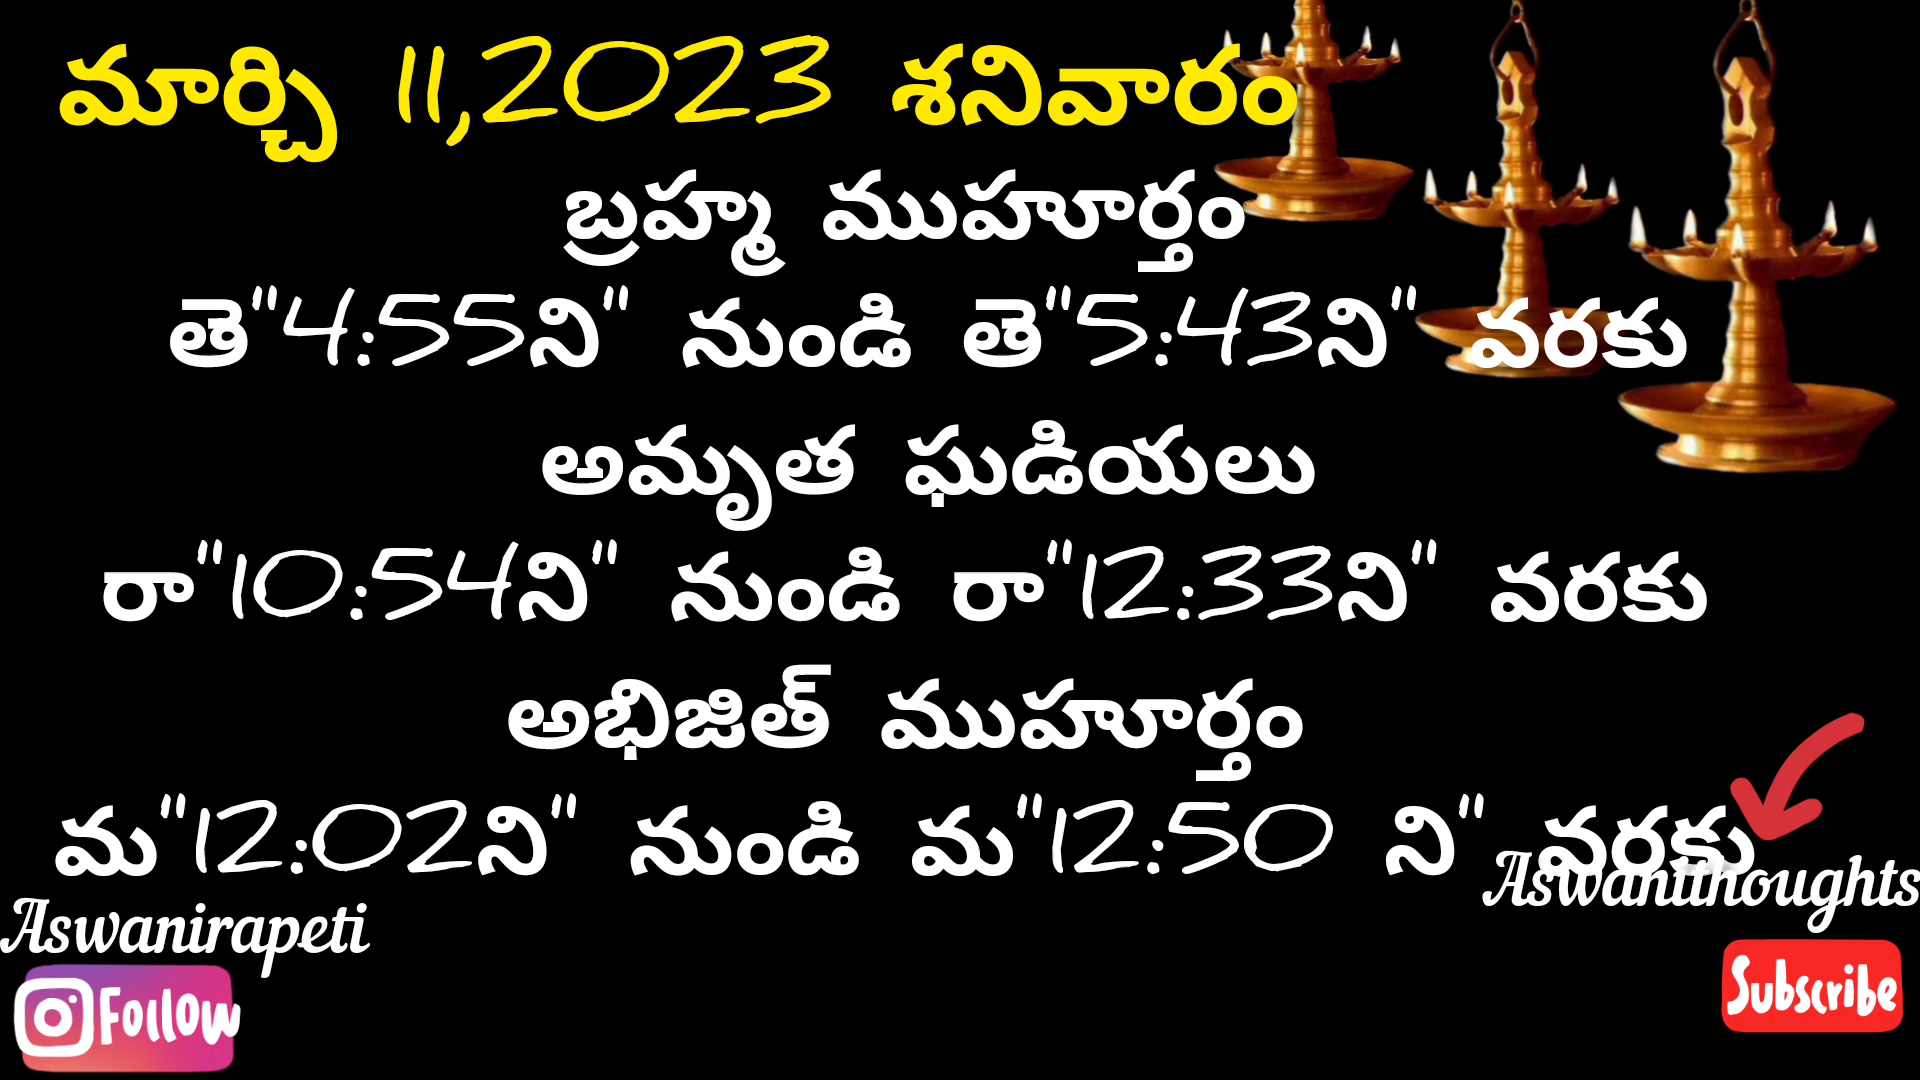 మార్చి 11,2023 శనివారం
బ్రహ్మ ముహూర్తం
తె"4:55ని" నుండి తె"5:43ని" వరకు
అమృత ఘడియలు
రా"10:54ని" నుండి రా"12:33ని" వరకు
అభిజిత్ ముహూర్తం
మ"12:02ని" నుండి మ"12:50 ని" వరకు
Aswanithoughts
Aswanirapeti
Follow
Subscribe